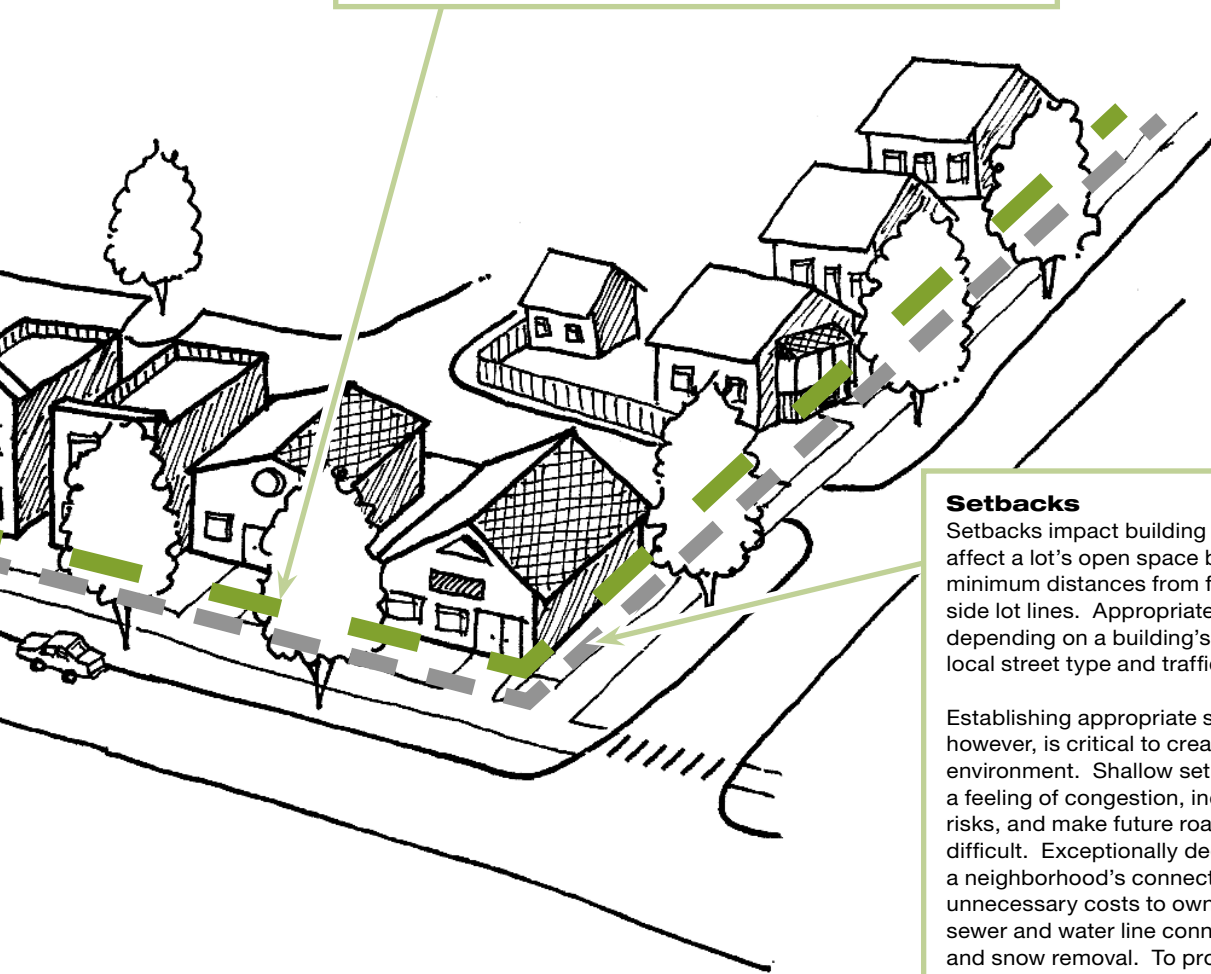 Setbacks
Setbacks impact building
affect a lot's open space b
minimum distances from f
side lot lines.  Appropriate
depending on a building's
local street type and traffic
Establishing appropriate s
however, is critical to crea
environment.  Shallow set
a feeling of congestion, inc
risks, and make future roa
difficult.  Exceptionally de
a neighborhood's connect
unnecessary costs to own
sewer and water line conn
and snow removal.  To pro